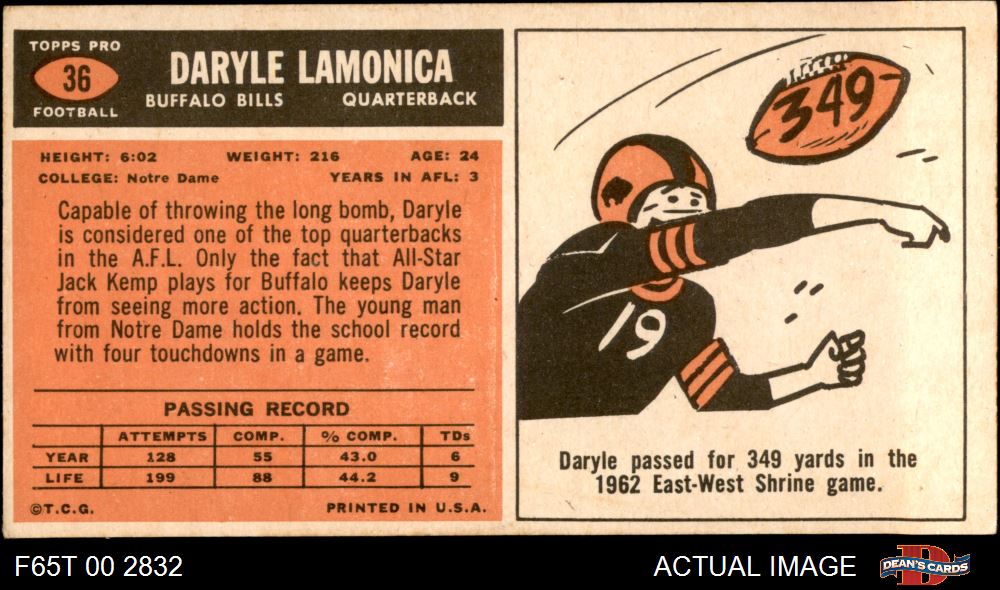 TOPPS PRO
36
FOOTBALL
DARYLE LAMONICA
BUFFALO BILLS QUARTERBACK
HEIGHT: 6:02 WEIGHT: 216 AGE: 24
COLLEGE: Notre Dame YEARS IN AFL: 3
Capable of throwing the long bomb, Daryle
is considered one of the top quarterbacks
in the A.F.L. Only the fact that All-Star
Jack Kemp plays for Buffalo keeps Daryle
from seeing more action. The young man
from Notre Dame holds the school record
with four touchdowns in a game.
PASSING RECORD
ATTEMPTS COMP. % COMP. TDs
YEAR 128 55 43.0 6
LIFE 199 88 44.2 9
©T.C.G. PRINTED IN U.S.A.
349
19
Daryle passed for 349 yards in the
1962 East-West Shrine game.
F65T 00 2832 ACTUAL IMAGE
D
DEAN'S CARDS